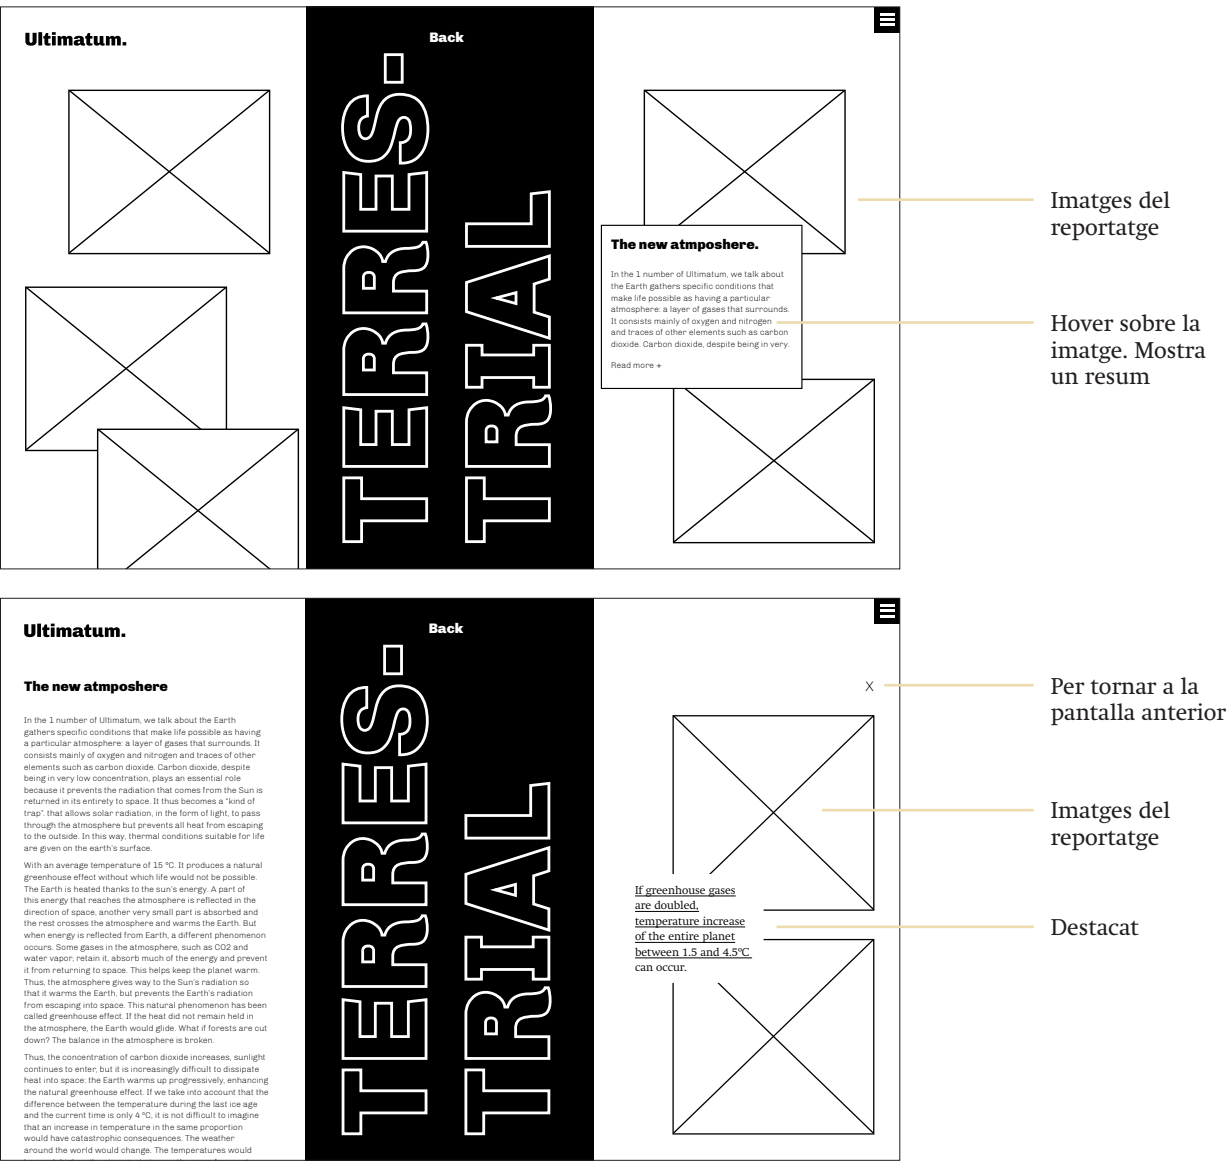 Ultimatum.
Back
TERRES-
TRIAL
The new atmposhere.
In the 1 number of Ultimatum, we talk about
the Earth gathers specific conditions that
make life possible as having a particular
atmosphere: a layer of gases that surrounds.
It consists mainly of oxygen and nitrogen
and traces of other elements such as carbon
dioxide. Carbon dioxide, despite being in very.
Read more +
Imatges del
reportatge
Hover sobre la
imatge. Mostra
un resum
Ultimatum.
The new atmposhere
In the 1 number of Ultimatum, we talk about the Earth
gathers specific conditions that make life possible as having
a particular atmosphere: a layer of gases that surrounds. It
consists mainly of oxygen and nitrogen and traces of other
elements such as carbon dioxide. Carbon dioxide, despite
being in very low concentration, plays an essential role
because it prevents the radiation that comes from the Sun is
returned in its entirety to space. It thus becomes a "kind of
trap". that allows solar radiation, in the form of light, to pass
through the atmosphere but prevents all heat from escaping
to the outside. In this way, thermal conditions suitable for life
are given on the earth's surface.
With an average temperature of 15 ºC. It produces a natural
greenhouse effect without which life would not be possible.
The Earth is heated thanks to the sun's energy. A part of
this energy that reaches the atmosphere is reflected in the
direction of space, another very small part is absorbed and
the rest crosses the atmosphere and warms the Earth. But
when energy is reflected from Earth, a different phenomenon
occurs. Some gases in the atmosphere, such as CO2 and
water vapor, retain it, absorb much of the energy and prevent
it from returning to space. This helps keep the planet warm.
Thus, the atmosphere gives way to the Sun's radiation so
that it warms the Earth, but prevents the Earth's radiation
from escaping into space. This natural phenomenon has been
called greenhouse effect. If the heat did not remain held in
the atmosphere, the Earth would glide. What if forests are cut
down? The balance in the atmosphere is broken.
Thus, the concentration of carbon dioxide increases, sunlight
continues to enter, but it is increasingly difficult to dissipate
heat into space: the Earth warms up progressively, enhancing
the natural greenhouse effect. If we take into account that the
difference between the temperature during the last ice age
and the current time is only 4 ºC, it is not difficult to imagine
that an increase in temperature in the same proportion
would have catastrophic consequences. The weather
around the world would change. The temperatures would
Back
TERRES-
TRIAL
X
If greenhouse gases
are doubled,
temperature increase
of the entire planet
between 1.5 and 4.5ºC
can occur.
Per tornar a la
pantalla anterior
Imatges del
reportatge
Destacat